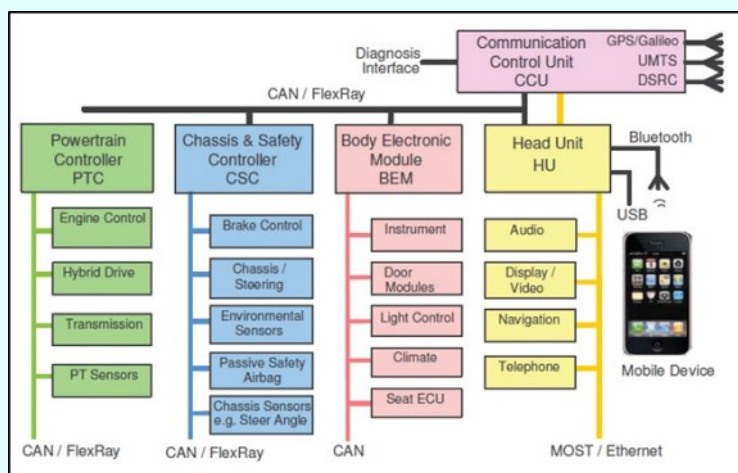 Communication
Control Unit
CCU
GPS/Galileo
UMTS
DSRC
Diagnosis
Interface
CAN / FlexRay
Powertrain
Controller
PTC
Chassis & Safety
Controller
CSC
Body Electronic
Module
BEM
Head Unit
HU
Bluetooth
USB
Engine Control
Hybrid Drive
Transmission
PT Sensors
CAN / FlexRay
Brake Control
Chassis /
Steering
Environmental
Sensors
Passive Safety
Airbag
Chassis Sensors
e.g. Steer Angle
CAN / FlexRay
Instrument
Door
Modules
Light Control
Climate
Seat ECU
CAN
Audio
Display /
Video
Navigation
Telephone
MOST / Ethernet
Mobile Device